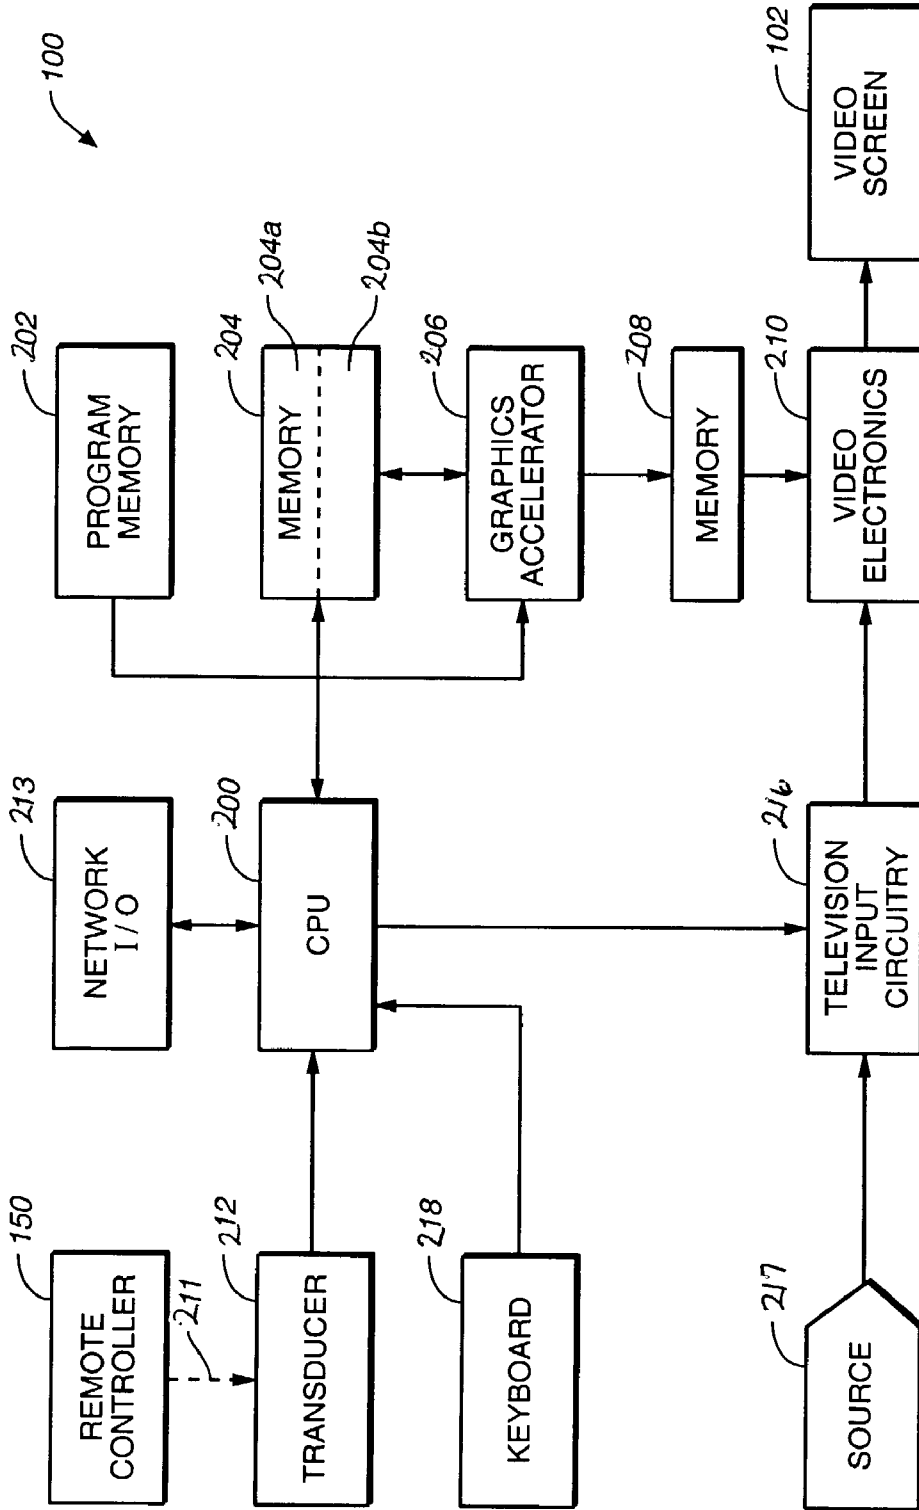 100
150
REMOTE
CONTROLLER
211
213
NETWORK
I/O
202
PROGRAM
MEMORY
212
TRANSDUCER
200
CPU
204
204a
204b
MEMORY
218
KEYBOARD
206
GRAPHICS
ACCELERATOR
208
MEMORY
217
SOURCE
216
TELEVISION
INPUT
CIRCUITRY
210
VIDEO
ELECTRONICS
102
VIDEO
SCREEN